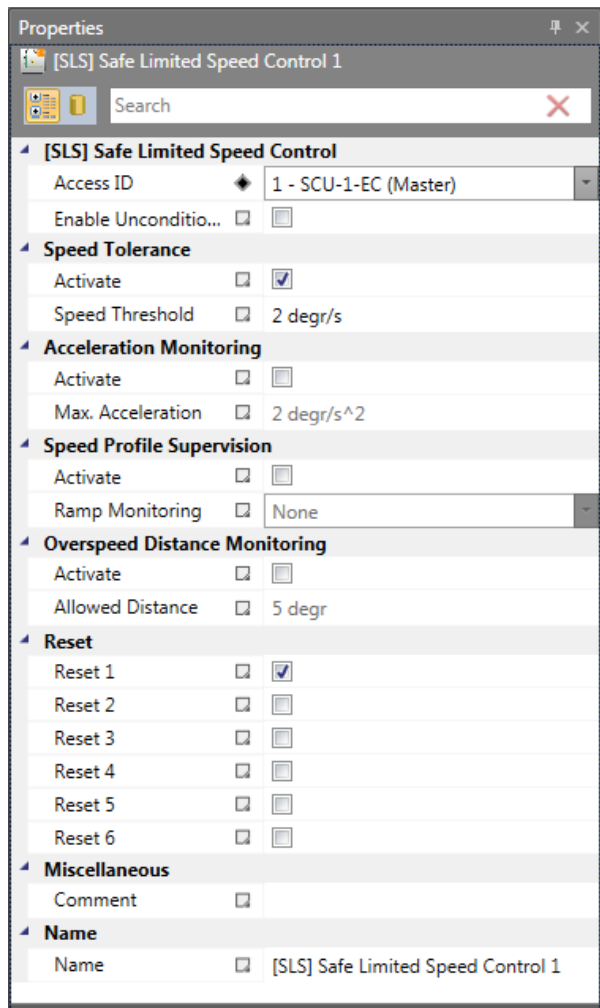 Properties
[SLS] Safe Limited Speed Control 1
Search
[SLS] Safe Limited Speed Control
Access ID 1 - SCU-1-EC (Master)
Enable Unconditio...
Speed Tolerance
Activate
Speed Threshold 2 degr/s
Acceleration Monitoring
Activate
Max. Acceleration 2 degr/s^2
Speed Profile Supervision
Activate
Ramp Monitoring None
Overspeed Distance Monitoring
Activate
Allowed Distance 5 degr
Reset
Reset 1
Reset 2
Reset 3
Reset 4
Reset 5
Reset 6
Miscellaneous
Comment
Name
Name [SLS] Safe Limited Speed Control 1